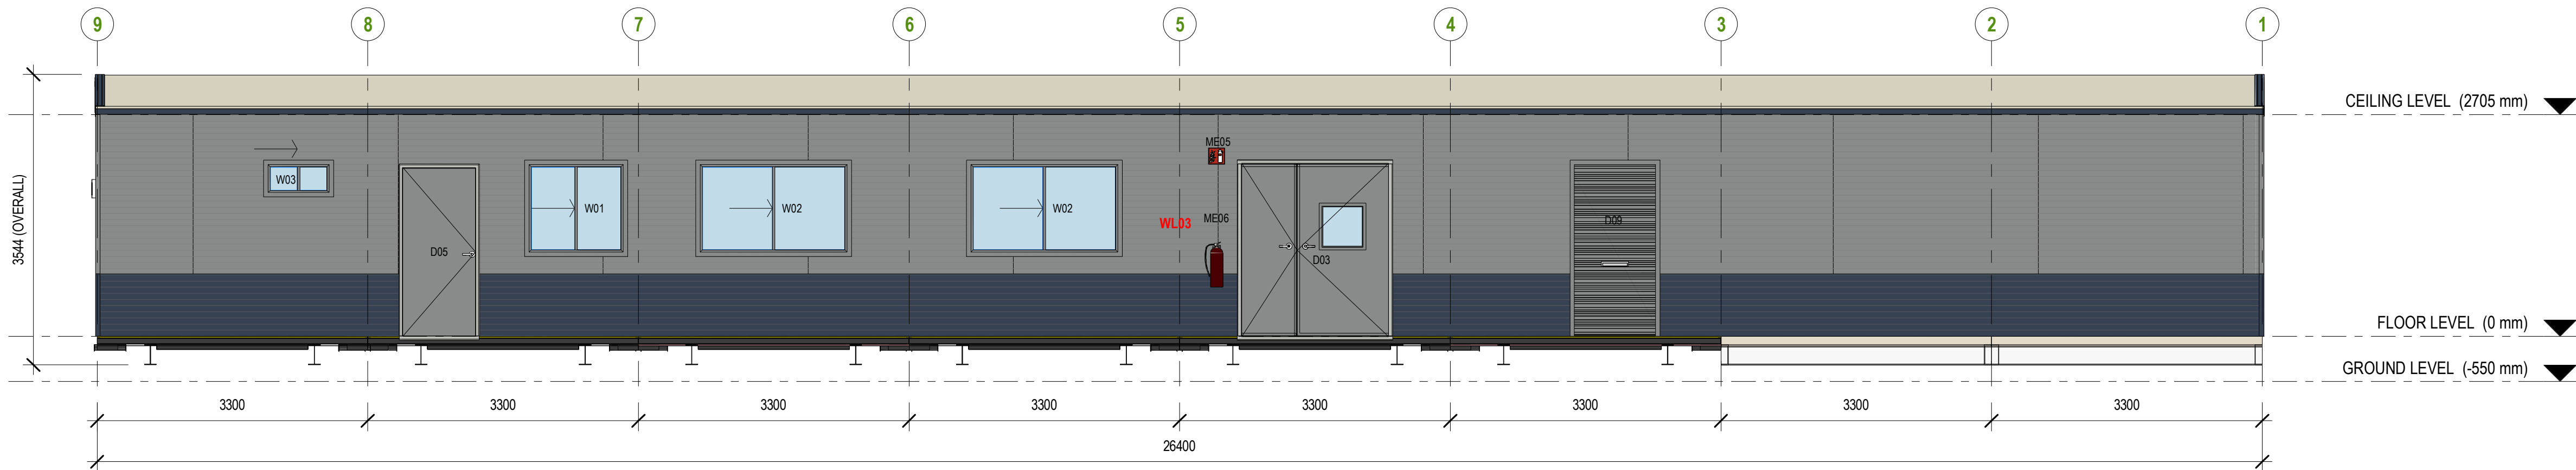 9 8 7 6 5 4 3 2 1
CEILING LEVEL (2705 mm)
ME05
W03
W01
W02
W02
3544 (OVERALL)
ME06
WL03
D09
D05
D03
FLOOR LEVEL (0 mm)
GROUND LEVEL (-550 mm)
3300 3300 3300 3300 3300 3300 3300 3300
26400